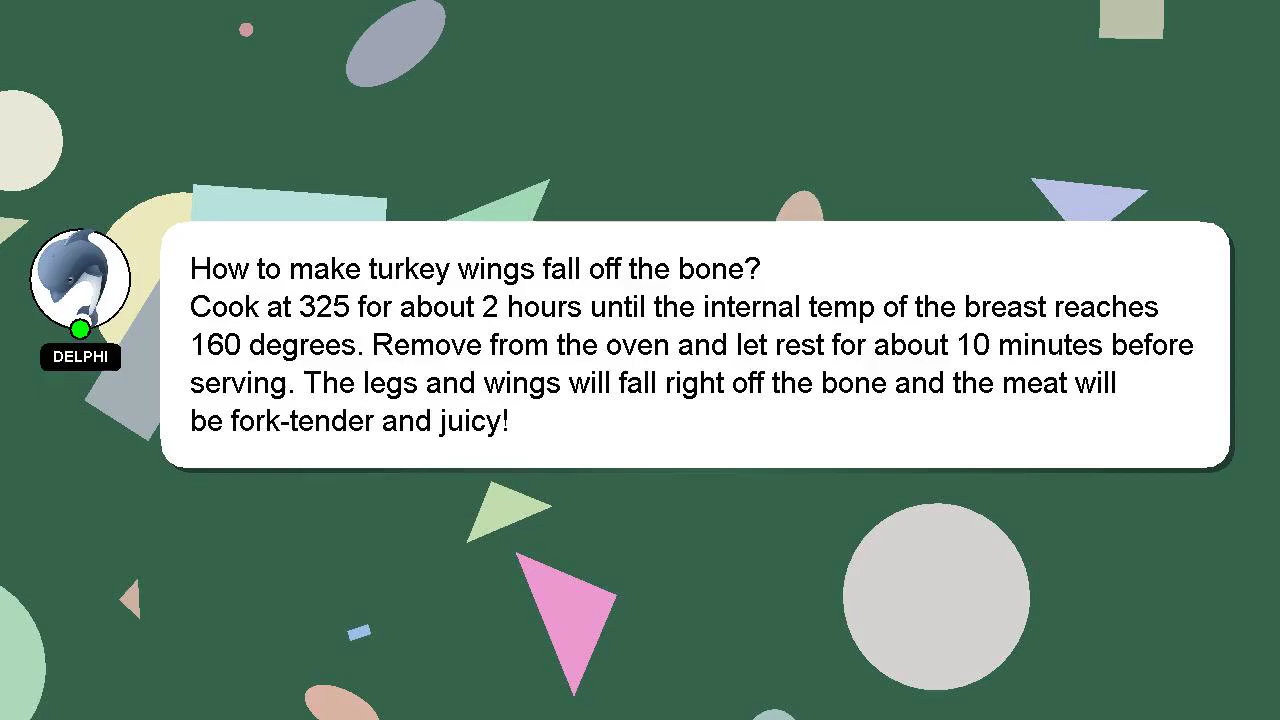 How to make turkey wings fall off the bone?
Cook at 325 for about 2 hours until the internal temp of the breast reaches
160 degrees. Remove from the oven and let rest for about 10 minutes before
serving. The legs and wings will fall right off the bone and the meat will
be fork-tender and juicy!
DELPHI